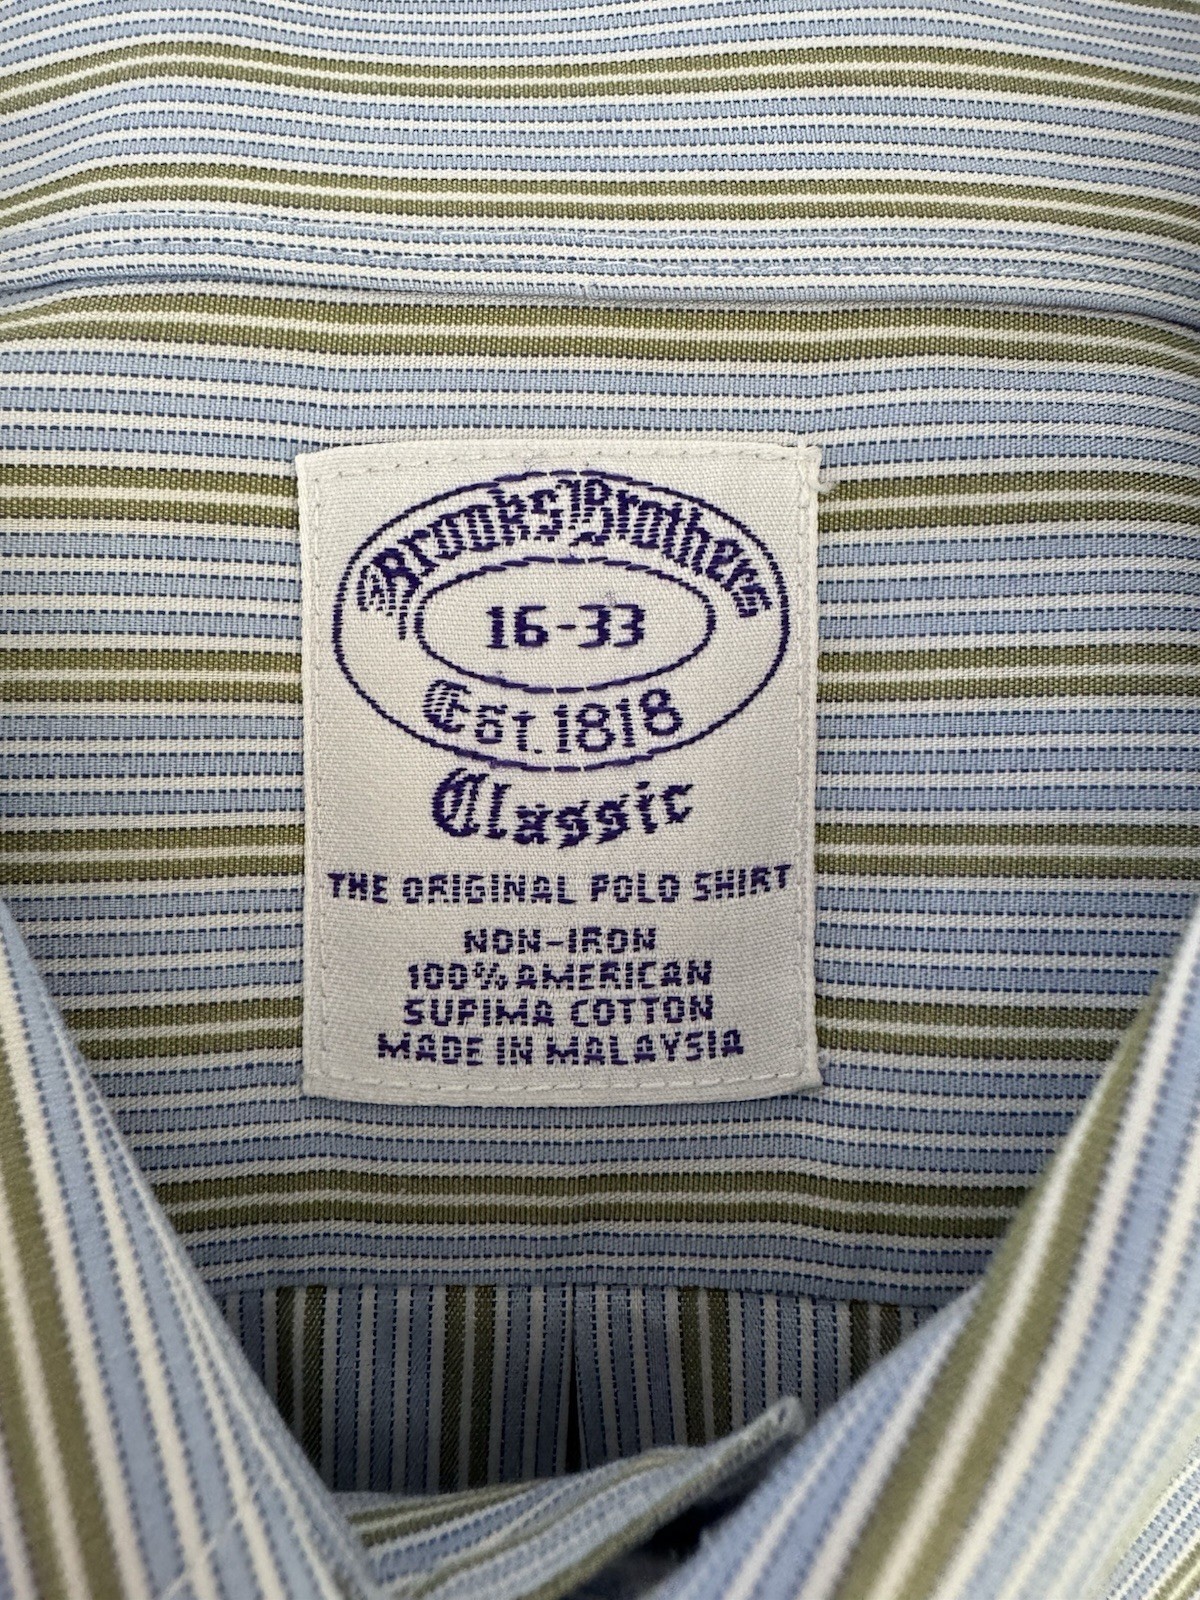 Brooks Brothers
16-33
Est. 1818
Classic
THE ORIGINAL POLO SHIRT
NON-IRON
100% AMERICAN
SUPIMA COTTON
MADE IN MALAYSIA